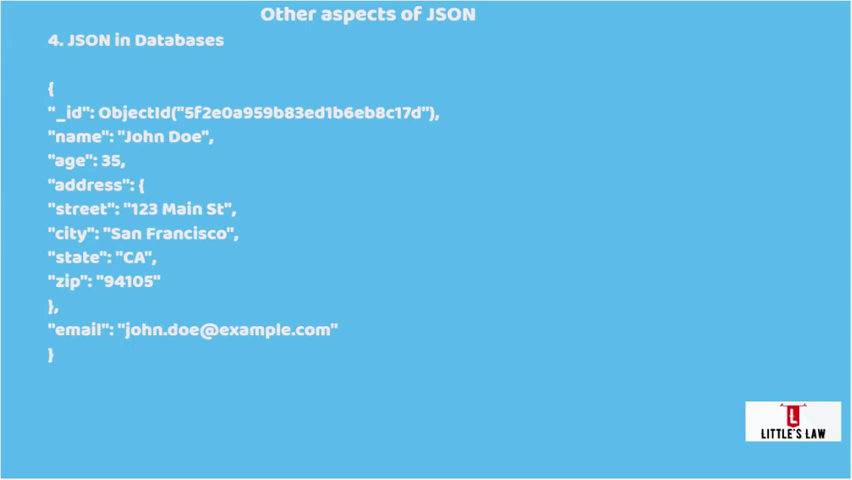 Other aspects of JSON
4. JSON in Databases
{
"_id": ObjectId("5f2e0a959b83ed1b6eb8c17d"),
"name": "John Doe",
"age": 35,
"address": {
"street": "123 Main St",
"city": "San Francisco",
"state": "CA",
"zip": "94105"
},
"email": "john.doe@example.com"
}
L
LITTLE'S LAW